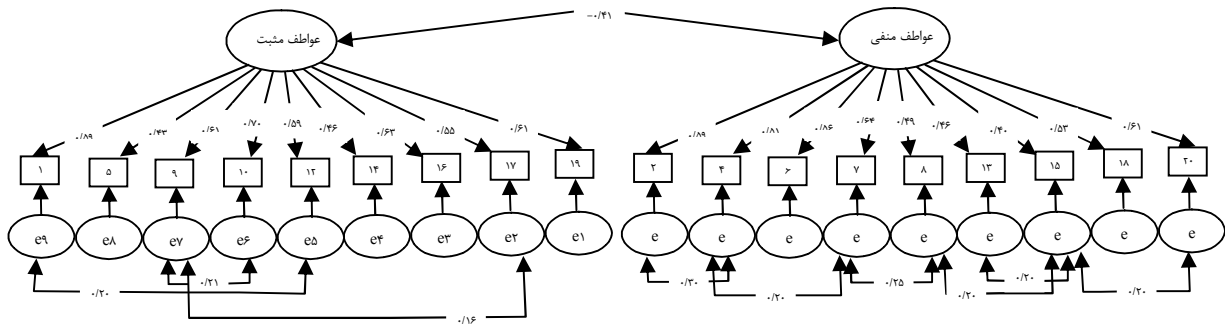 -۰/۴۱
عواطف مثبت عواطف منفی
۰/۸۹ ۰/۴۳ ۰/۶۱ ۰/۷۰ ۰/۵۹ ۰/۴۶ ۰/۶۳ ۰/۵۵ ۰/۶۱ ۰/۸۹ ۰/۸۱ ۰/۸۶ ۰/۶۴ ۰/۴۹ ۰/۴۶ ۰/۴۰ ۰/۵۳ ۰/۶۱
۱ ۵ ۹ ۱۰ ۱۲ ۱۴ ۱۶ ۱۷ ۱۹ ۲ ۴ ۶ ۷ ۸ ۱۳ ۱۵ ۱۸ ۲۰
e۹ e۸ e۷ e۶ e۵ e۴ e۳ e۲ e۱ e e e e e e e e e
۰/۲۱ ۰/۳۰ ۰/۲۵ ۰/۲۰
۰/۲۰ ۰/۲۰ ۰/۲۰ ۰/۲۰
۰/۱۶